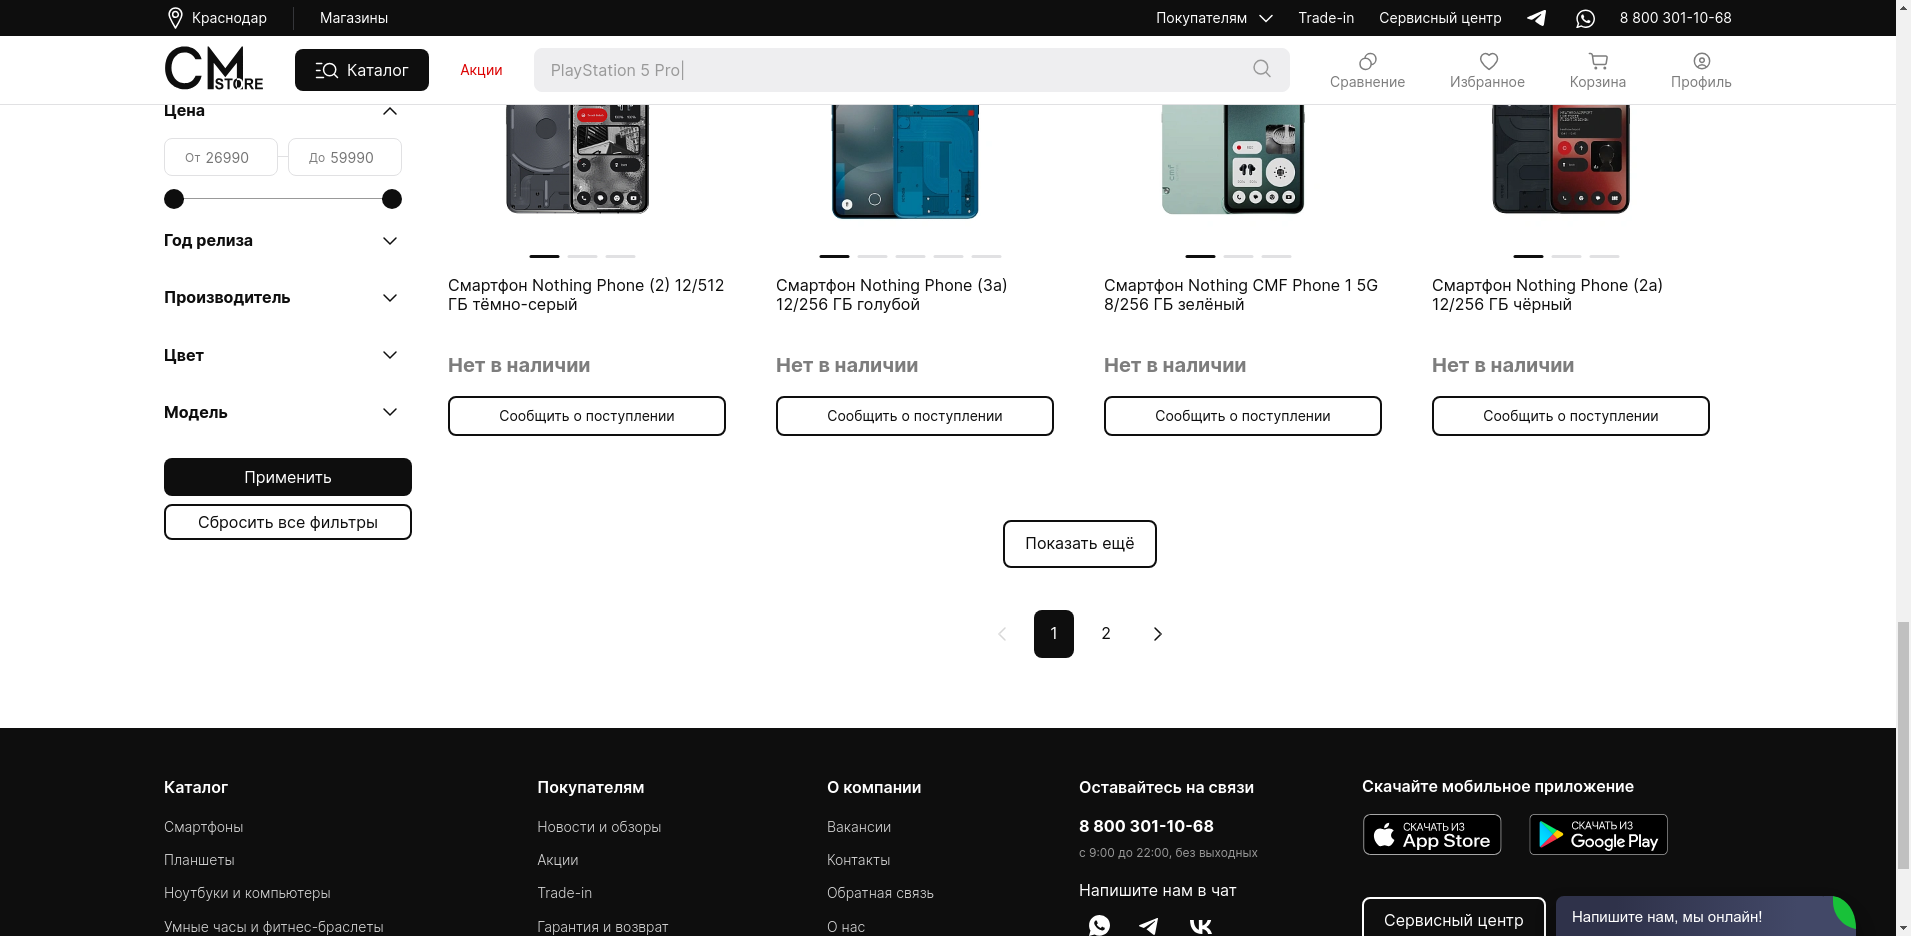 Краснодар
Магазины
Покупателям
Trade-in
Сервисный центр
8 800 301-10-68
CM STORE
Каталог
Акции
PlayStation 5 Pro|
Сравнение
Избранное
Корзина
Профиль
Цена
От 26990
До 59990
Год релиза
Производитель
Цвет
Модель
Применить
Сбросить все фильтры
Смартфон Nothing Phone (2) 12/512
ГБ тёмно-серый
Нет в наличии
Сообщить о поступлении
Смартфон Nothing Phone (3a)
12/256 ГБ голубой
Нет в наличии
Сообщить о поступлении
Смартфон Nothing CMF Phone 1 5G
8/256 ГБ зелёный
Нет в наличии
Сообщить о поступлении
Смартфон Nothing Phone (2a)
12/256 ГБ чёрный
Нет в наличии
Сообщить о поступлении
Показать ещё
1
2
Каталог
Смартфоны
Планшеты
Ноутбуки и компьютеры
Умные часы и фитнес-браслеты
Покупателям
Новости и обзоры
Акции
Trade-in
Гарантия и возврат
О компании
Вакансии
Контакты
Обратная связь
О нас
Оставайтесь на связи
8 800 301-10-68
с 9:00 до 22:00, без выходных
Напишите нам в чат
Скачайте мобильное приложение
СКАЧАТЬ ИЗ
App Store
СКАЧАТЬ ИЗ
Google Play
Сервисный центр
Напишите нам, мы онлайн!